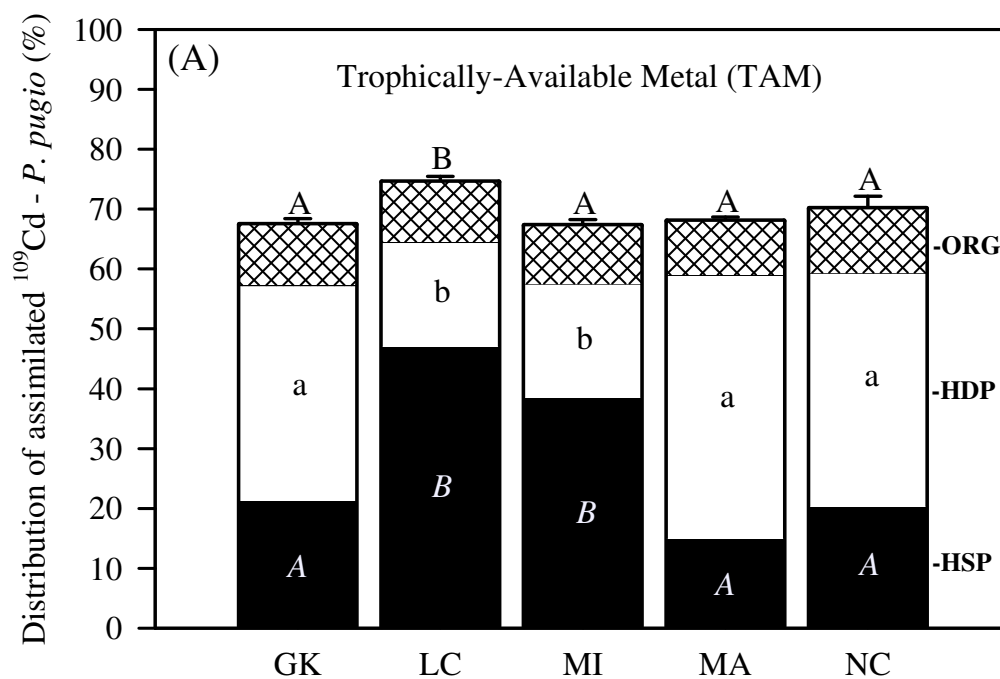 Distribution of assimilated ¹⁰⁹Cd - P. pugio (%)
(A)
Trophically-Available Metal (TAM)
100
90
80
70
60
50
40
30
20
10
0
A
B
A
A
A
a
b
b
a
a
A
B
B
A
A
-ORG
-HDP
-HSP
GK LC MI MA NC